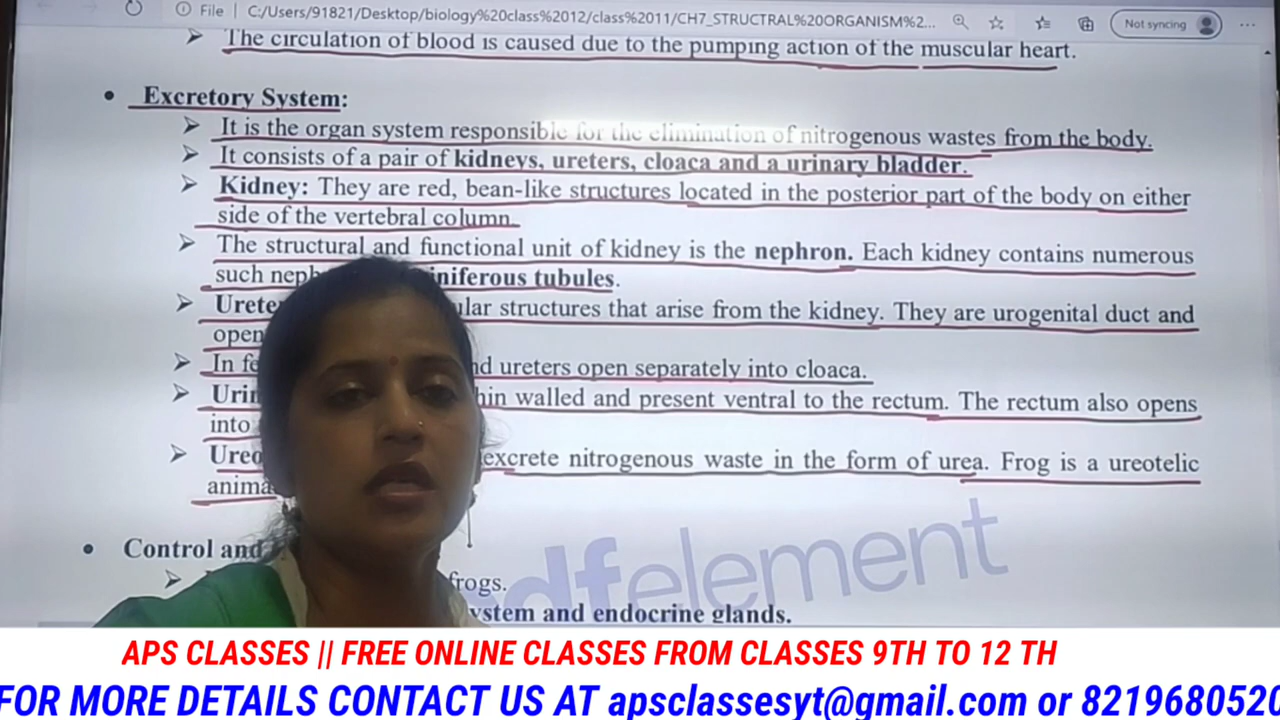 File | C:/Users/91821/Desktop/biology%20class%2012/class%2011/CH7_STRUCTRAL%20ORGANISM%2... Not syncing
The circulation of blood is caused due to the pumping action of the muscular heart.
Excretory System:
It is the organ system responsible for the elimination of nitrogenous wastes from the body.
It consists of a pair of kidneys, ureters, cloaca and a urinary bladder.
Kidney: They are red, bean-like structures located in the posterior part of the body on either
side of the vertebral column.
The structural and functional unit of kidney is the nephron. Each kidney contains numerous
such neph iniferous tubules.
Urete lar structures that arise from the kidney. They are urogenital duct and
open
In fe d ureters open separately into cloaca.
Urin hin walled and present ventral to the rectum. The rectum also opens
into
Ureo excrete nitrogenous waste in the form of urea. Frog is a ureotelic
anima
Control and
frogs.
ystem and endocrine glands.
dfelement
APS CLASSES || FREE ONLINE CLASSES FROM CLASSES 9TH TO 12 TH
FOR MORE DETAILS CONTACT US AT apsclassesyt@gmail.com or 8219680520